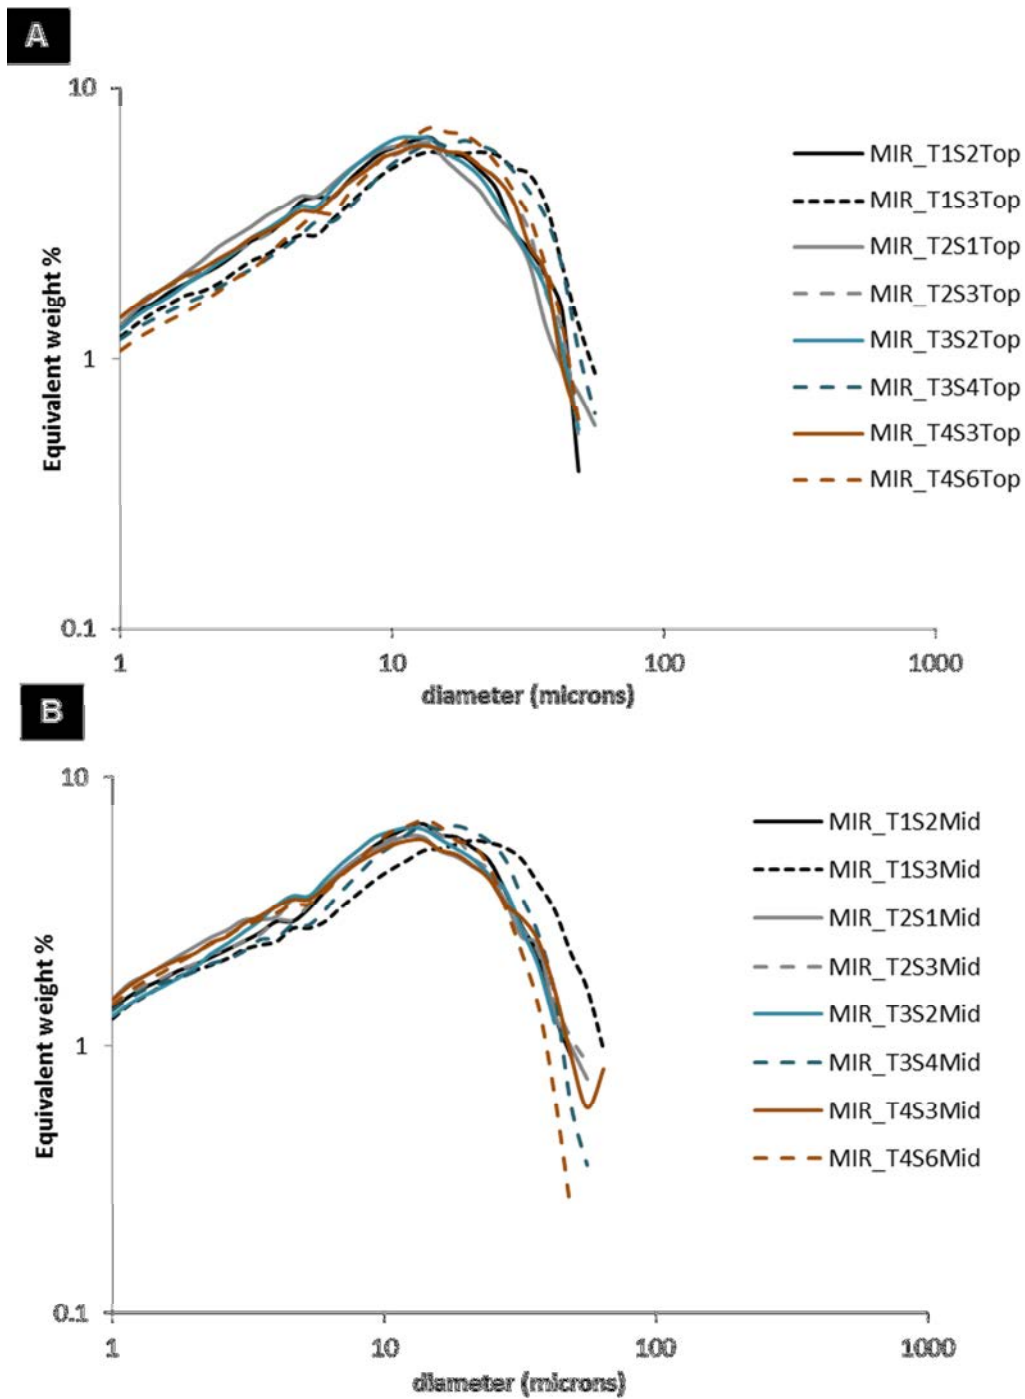 A
10
1
0.1
Equivalent weight %
1 10 100 1000
diameter (microns)
MIR_T1S2Top
MIR_T1S3Top
MIR_T2S1Top
MIR_T2S3Top
MIR_T3S2Top
MIR_T3S4Top
MIR_T4S3Top
MIR_T4S6Top
B
10
1
0.1
Equivalent weight %
1 10 100 1000
diameter (microns)
MIR_T1S2Mid
MIR_T1S3Mid
MIR_T2S1Mid
MIR_T2S3Mid
MIR_T3S2Mid
MIR_T3S4Mid
MIR_T4S3Mid
MIR_T4S6Mid